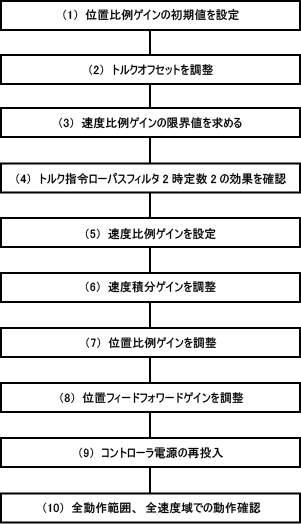 （1） 位置比例ゲインの初期値を設定
（2） トルクオフセットを調整
（3） 速度比例ゲインの限界値を求める
（4） トルク指令ローパスフィルタ２時定数２の効果を確認
（5） 速度比例ゲインを設定
（6） 速度積分ゲインを調整
（7） 位置比例ゲインを調整
（8） 位置フィードフォワードゲインを調整
（9） コントローラ電源の再投入
（10） 全動作範囲、全速度域での動作確認